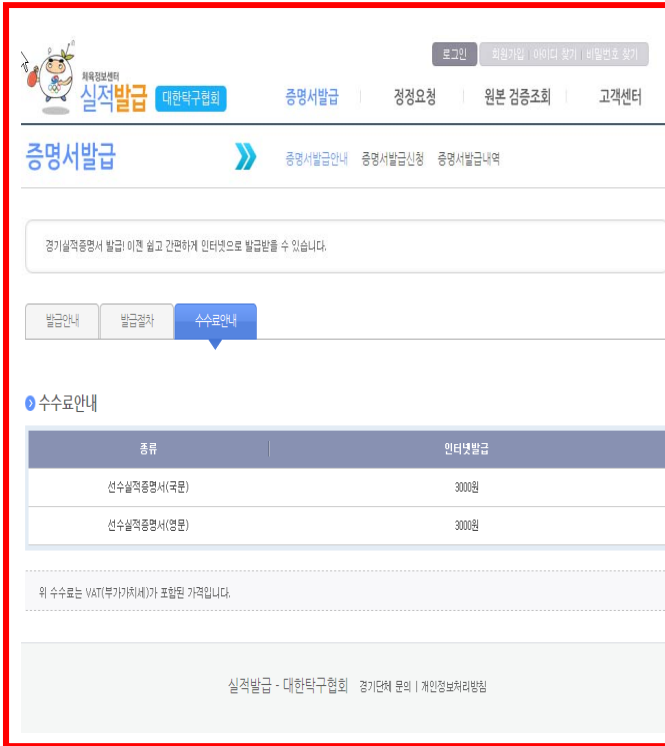 로그인 회원가입 | 아이디 찾기 | 비밀번호 찾기
체육정보센터
실적발급 대한탁구협회
증명서발급 정정요청 원본 검증조회 고객센터
증명서발급 증명서발급안내 증명서발급신청 증명서발급내역
경기실적증명서 발급! 이젠 쉽고 간편하게 인터넷으로 발급받을 수 있습니다.
발급안내 발급절차 수수료안내
수수료안내
종류 인터넷발급
선수실적증명서(국문) 3000원
선수실적증명서(영문) 3000원
위 수수료는 VAT(부가가치세)가 포함된 가격입니다.
실적발급 - 대한탁구협회 경기단체 문의 | 개인정보처리방침